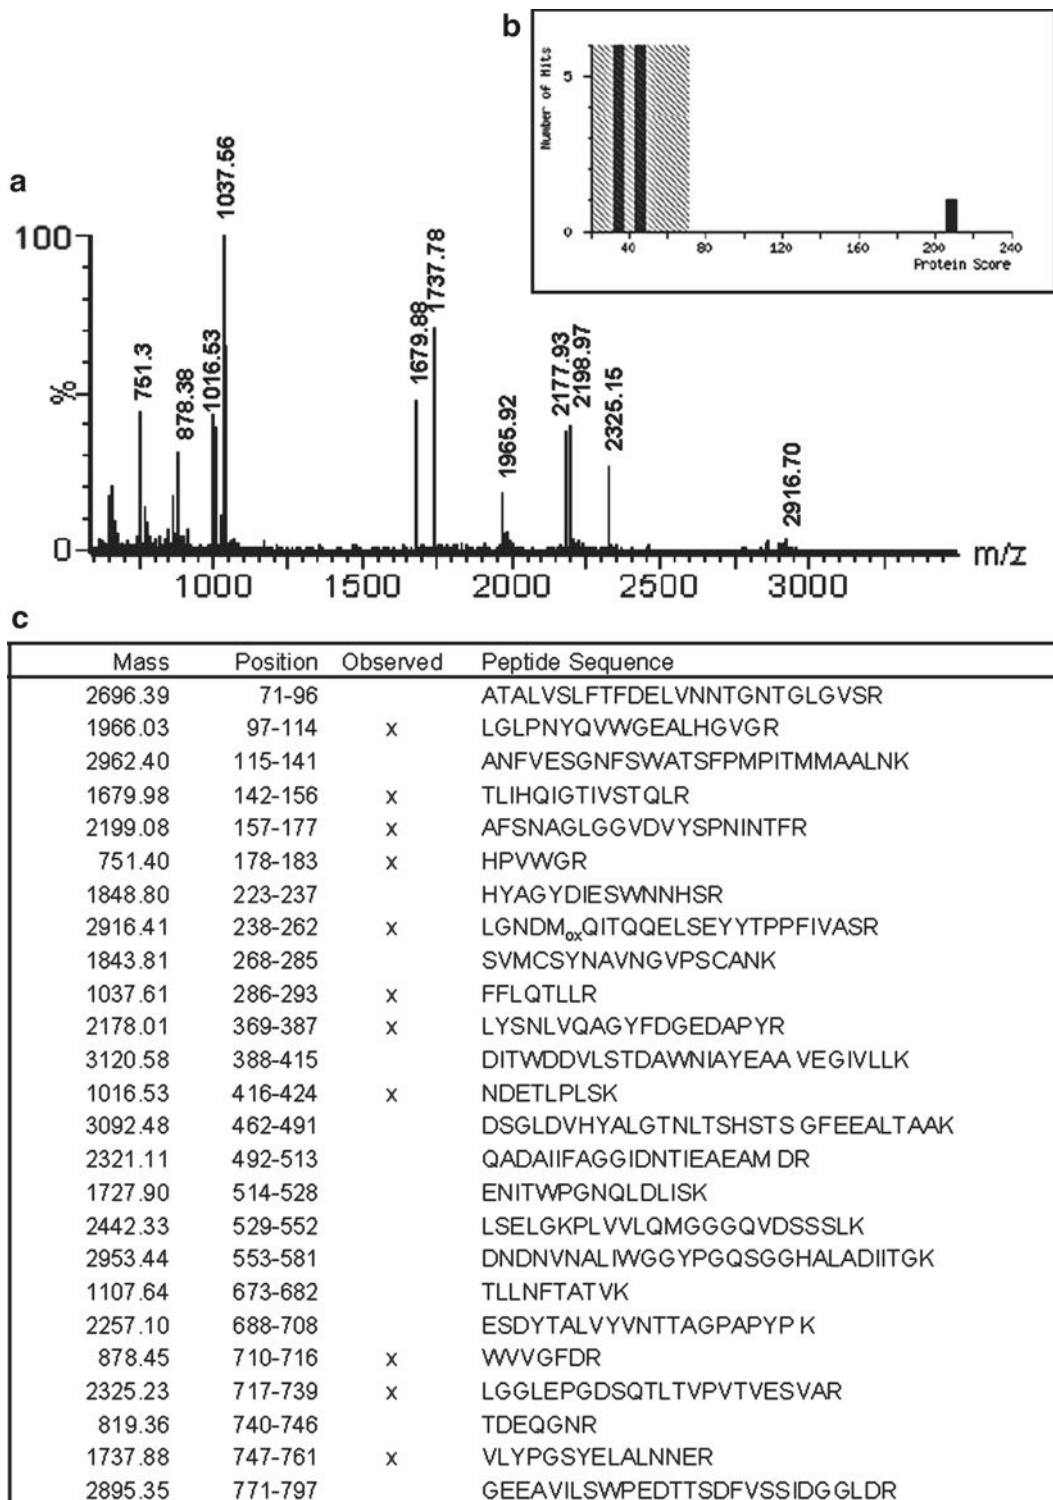 a
100
%
0
751.3
878.38
1016.53
1037.56
1679.88
1737.78
1965.92
2177.93
2198.97
2325.15
2916.70
1000 1500 2000 2500 3000
m/z
b
Number of Hits
5
0
40 80 120 160 200 240
Protein Score
c
Mass Position Observed Peptide Sequence
2696.39 71-96 ATALVSLFTFDELVNNTGNTGLGVSR
1966.03 97-114 x LGLPNYQVWGEALHGVGR
2962.40 115-141 ANFVESGNFSWATSFPMPITMMAALNK
1679.98 142-156 x TLIHQIGTIVSTQLR
2199.08 157-177 x AFSNAGLGGVDVYSPNINTFR
751.40 178-183 x HPVWGR
1848.80 223-237 HYAGYDIESWNNHSR
2916.41 238-262 x LGNDMoxQITQQELSEYYTPPFIVASR
1843.81 268-285 SVMCSYNAVNGVPSCANK
1037.61 286-293 x FFLQTLLR
2178.01 369-387 x LYSNLVQAGYFDGEDAPYR
3120.58 388-415 DITWDDVLSTDAWNIAYEAA VEGIVLLK
1016.53 416-424 x NDETLPLSK
3092.48 462-491 DSGLDVHYALGTNLTSHSTS GFEEALTAAK
2321.11 492-513 QADAIIFAGGIDNTIEAEAM DR
1727.90 514-528 ENITWPGNQLDLISK
2442.33 529-552 LSELGKPLVVLQMGGGQVDSSSLK
2953.44 553-581 DNDNVNALIWGGYPGQSGGHALADIITGK
1107.64 673-682 TLLNFTATVK
2257.10 688-708 ESDYTALVYVNTTAGPAPYP K
878.45 710-716 x WVVGFDR
2325.23 717-739 x LGGLEPGDSQTLTVPVTVESVAR
819.36 740-746 TDEQGNR
1737.88 747-761 x VLYPGSYELALNNER
2895.35 771-797 GEEAVILSWPEDTTSDFVSSIDGGLDR